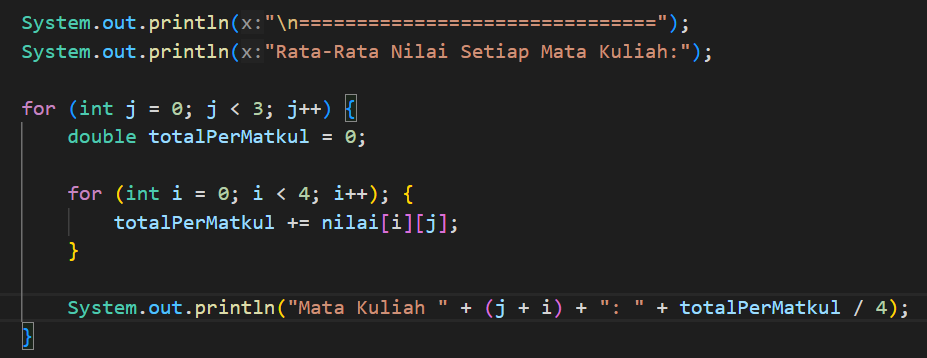 System.out.println(x:"\n===============================");
System.out.println(x:"Rata-Rata Nilai Setiap Mata Kuliah:");
for (int j = 0; j < 3; j++) {
double totalPerMatkul = 0;
for (int i = 0; i < 4; i++); {
totalPerMatkul += nilai[i][j];
}
System.out.println("Mata Kuliah " + (j + i) + ": " + totalPerMatkul / 4);
}